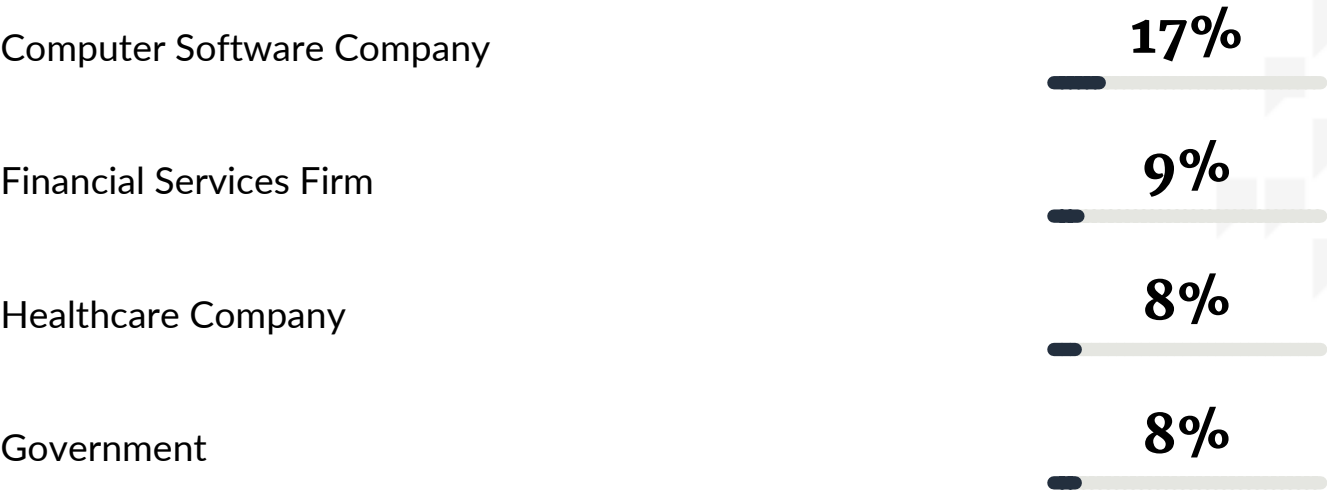 Computer Software Company 17%
Financial Services Firm 9%
Healthcare Company 8%
Government 8%